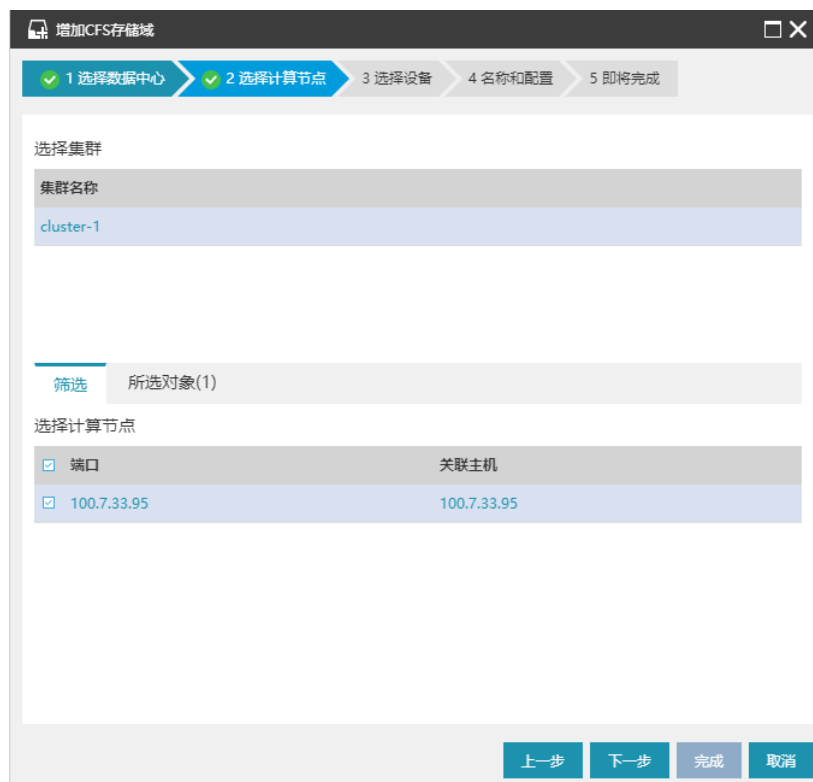 增加CFS存储域
1 选择数据中心 2 选择计算节点 3 选择设备 4 名称和配置 5 即将完成
选择集群
集群名称
cluster-1
筛选 所选对象(1)
选择计算节点
端口 关联主机
100.7.33.95 100.7.33.95
上一步 下一步 完成 取消